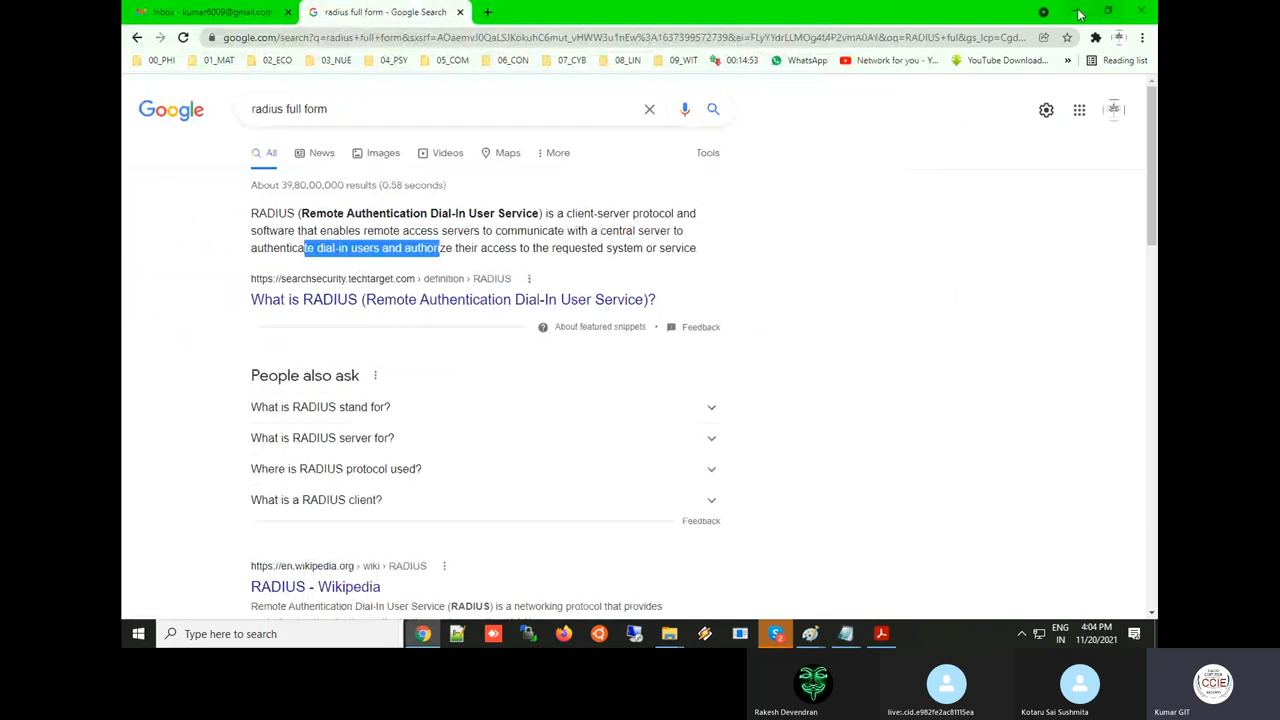 Inbox - kumar6009@gmail.com
radius full form - Google Search
00_PHI
01_MAT
02_ECO
03_NUE
04_PSY
05_COM
06_CON
07_CYB
08_LIN
09_WIT
00:14:53
WhatsApp
Network for you - Y...
YouTube Download...
»
Reading list
Google
radius full form
All
News
Images
Videos
Maps
More
Tools
About 39,80,00,000 results (0.58 seconds)
RADIUS (Remote Authentication Dial-In User Service) is a client-server protocol and
software that enables remote access servers to communicate with a central server to
authenticate dial-in users and authorize their access to the requested system or service
https://searchsecurity.techtarget.com › definition › RADIUS
What is RADIUS (Remote Authentication Dial-In User Service)?
About featured snippets • Feedback
People also ask
What is RADIUS stand for?
What is RADIUS server for?
Where is RADIUS protocol used?
What is a RADIUS client?
Feedback
https://en.wikipedia.org › wiki › RADIUS
RADIUS - Wikipedia
Remote Authentication Dial-In User Service (RADIUS) is a networking protocol that provides
Type here to search
ENG
IN
4:04 PM
11/20/2021
CCIE
Rakesh Devendran
Kotaru Sai Sushmita
Kumar GIT